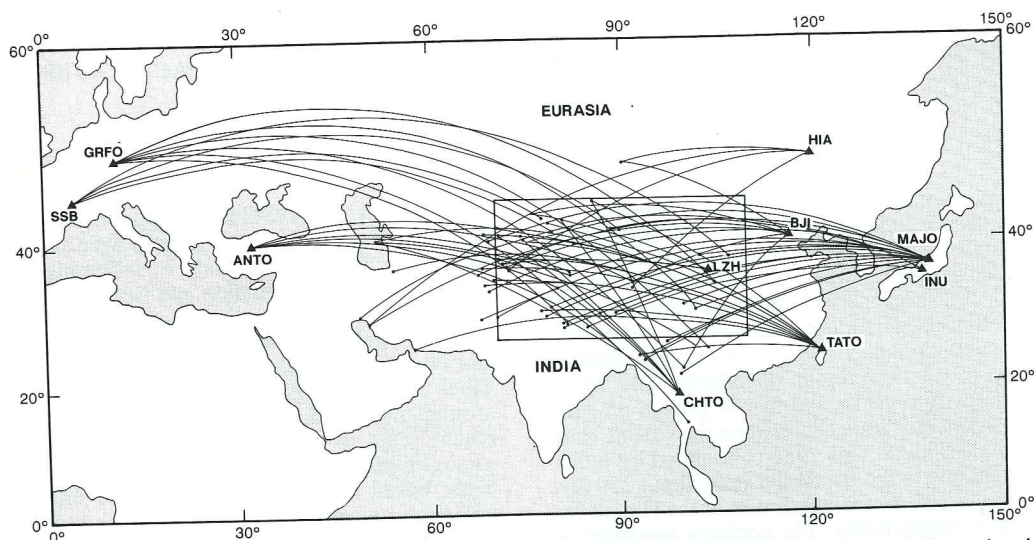 0° 30° 60° 90° 120° 150°
60° 60°
EURASIA
GRFO HIA
SSB BJI
40° ANTO LZH MAJO 40°
INU
INDIA TATO
20° CHTO 20°
0° 0°
0° 30° 60° 90° 120° 150°